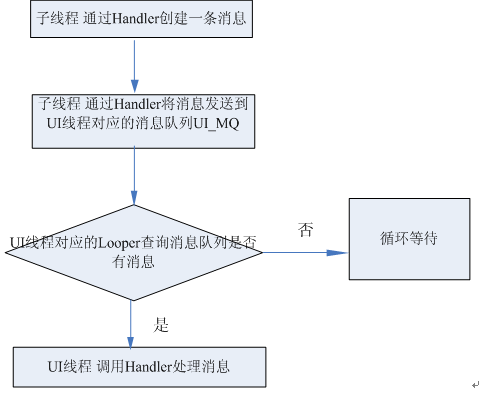 子线程 通过Handler创建一条消息
子线程 通过Handler将消息发送到
UI线程对应的消息队列UI_MQ
UI线程对应的Looper查询消息队列是否
有消息
否
循环等待
是
UI线程 调用Handler处理消息